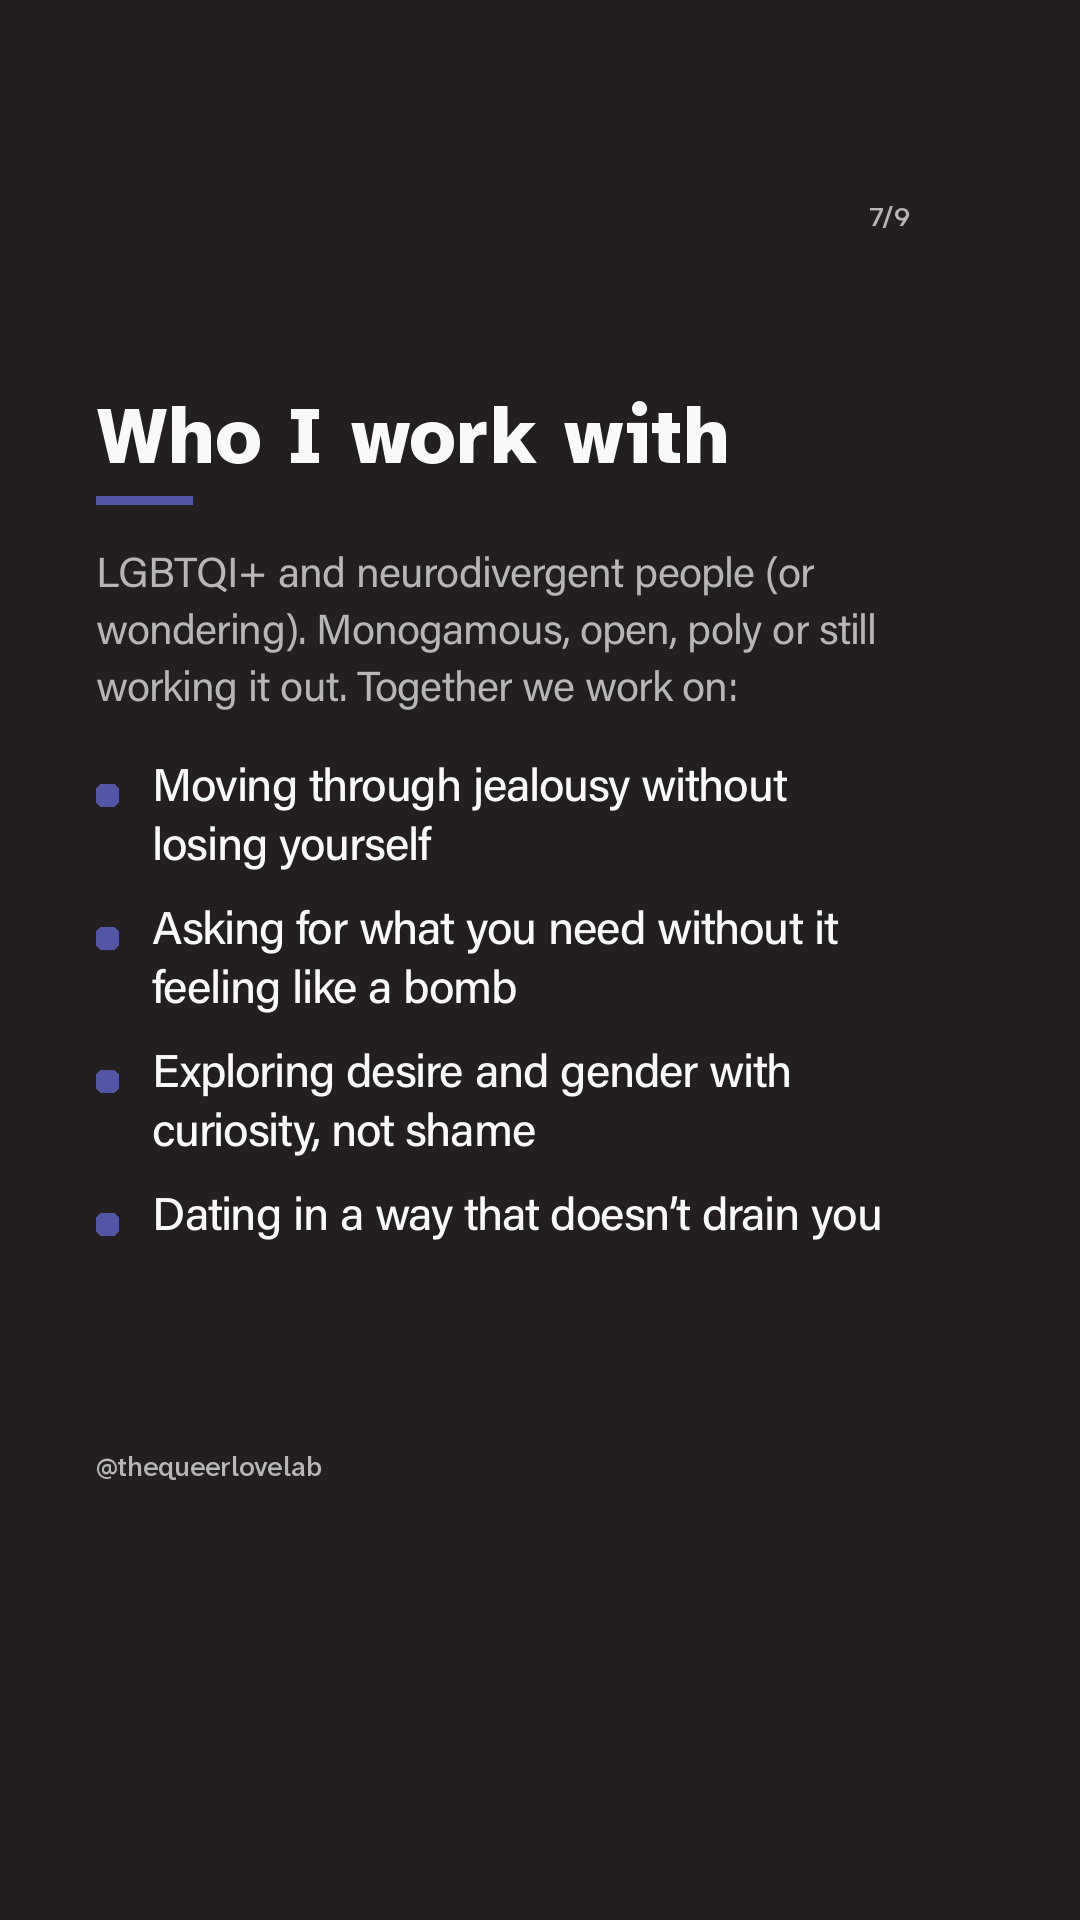 7/9
Who I work with
LGBTQI+ and neurodivergent people (or
wondering). Monogamous, open, poly or still
working it out. Together we work on:
Moving through jealousy without
losing yourself
Asking for what you need without it
feeling like a bomb
Exploring desire and gender with
curiosity, not shame
Dating in a way that doesn’t drain you
@thequeerlovelab